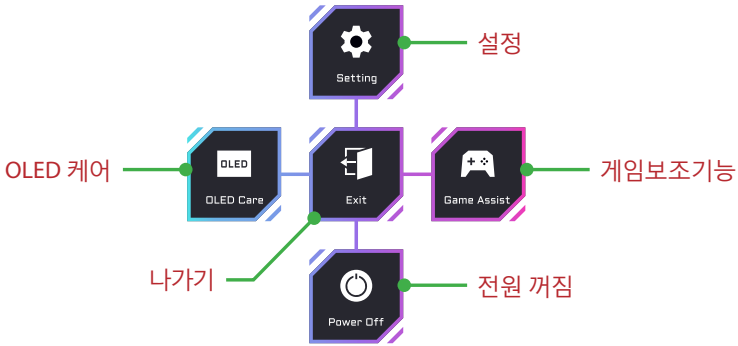 Setting
설정
OLED 케어
OLED
OLED Care
Exit
Game Assist
게임보조기능
나가기
Power Off
전원 꺼짐